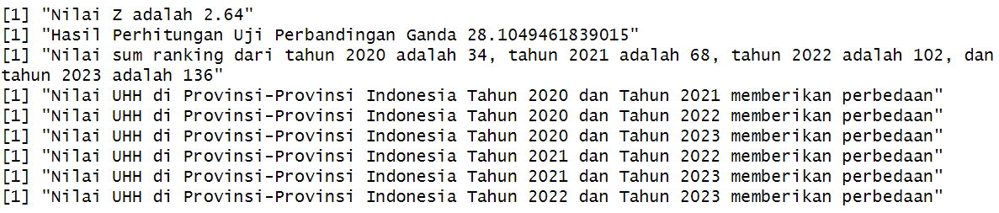 [1] "Nilai Z adalah 2.64"
[1] "Hasil Perhitungan Uji Perbandingan Ganda 28.1049461839015"
[1] "Nilai sum ranking dari tahun 2020 adalah 34, tahun 2021 adalah 68, tahun 2022 adalah 102, dan
tahun 2023 adalah 136"
[1] "Nilai UHH di Provinsi-Provinsi Indonesia Tahun 2020 dan Tahun 2021 memberikan perbedaan"
[1] "Nilai UHH di Provinsi-Provinsi Indonesia Tahun 2020 dan Tahun 2022 memberikan perbedaan"
[1] "Nilai UHH di Provinsi-Provinsi Indonesia Tahun 2020 dan Tahun 2023 memberikan perbedaan"
[1] "Nilai UHH di Provinsi-Provinsi Indonesia Tahun 2021 dan Tahun 2022 memberikan perbedaan"
[1] "Nilai UHH di Provinsi-Provinsi Indonesia Tahun 2021 dan Tahun 2023 memberikan perbedaan"
[1] "Nilai UHH di Provinsi-Provinsi Indonesia Tahun 2022 dan Tahun 2023 memberikan perbedaan"